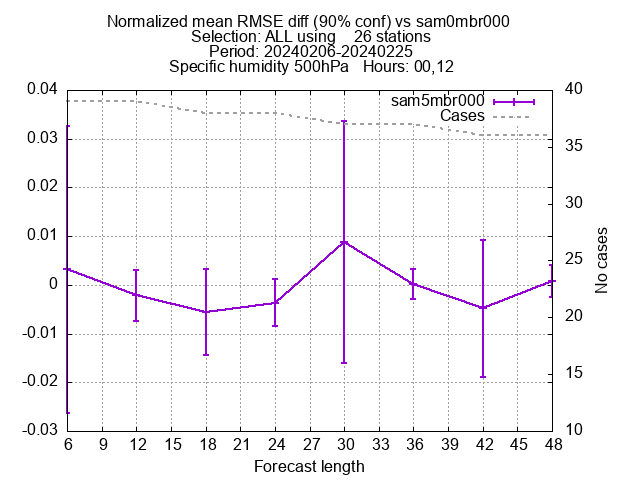 Normalized mean RMSE diff (90% conf) vs sam0mbr000
Selection: ALL using    26 stations
Period: 20240206-20240225
Specific humidity 500hPa   Hours: 00,12
sam5mbr000
Cases
0.04
0.03
0.02
0.01
0
-0.01
-0.02
-0.03
40
35
30
25
20
15
10
No cases
6 12 15 18 24 27 30 33 36 39 42 45 48 9 21
Forecast length